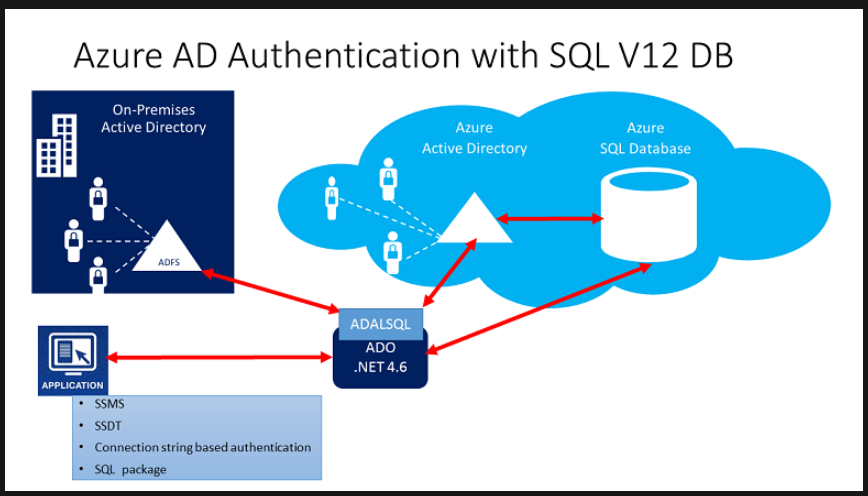 Azure AD Authentication with SQL V12 DB
On-Premises
Active Directory
Azure
Active Directory
Azure
SQL Database
ADFS
ADALSQL
ADO
.NET 4.6
APPLICATION
• SSMS
• SSDT
• Connection string based authentication
• SQL package